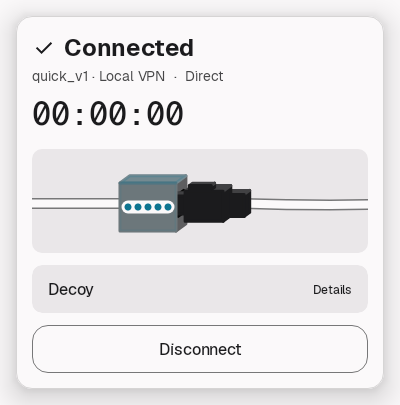 Connected
quick_v1 · Local VPN · Direct
00:00:00
Decoy Details
Disconnect